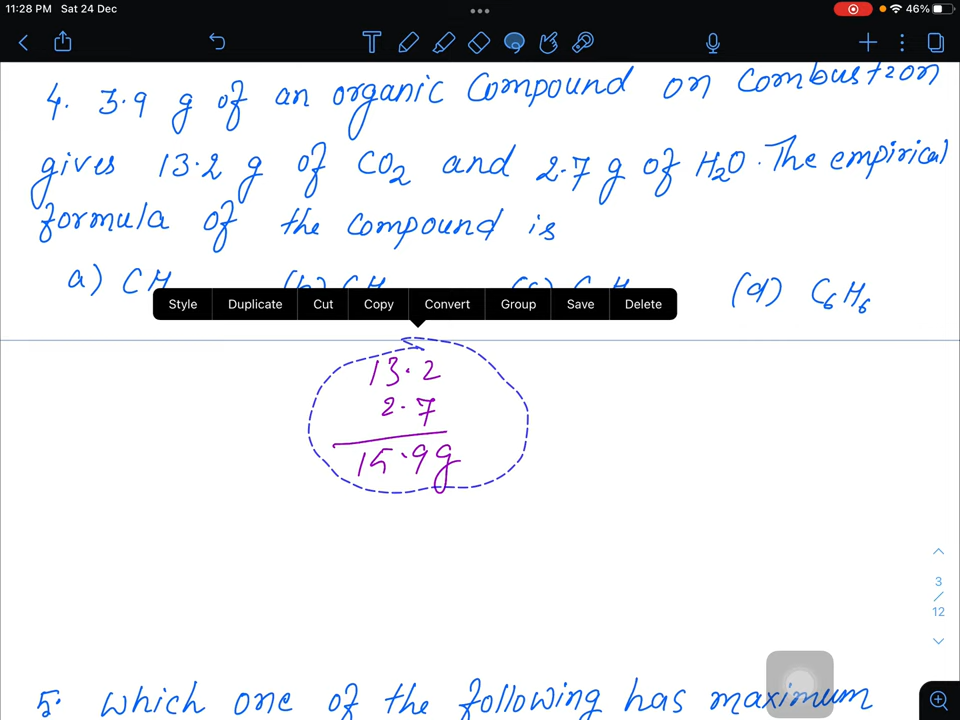 11:28 PM Sat 24 Dec
46%
4. 3.9 g of an organic compound on combustion
gives 13.2 g of CO2 and 2.7 g of H2O. The empirical
formula of the compound is
a) CH (d) C6H6
Style Duplicate Cut Copy Convert Group Save Delete
13.2
2.7
15.9g
3
/
12
5. which one of the following has maximum